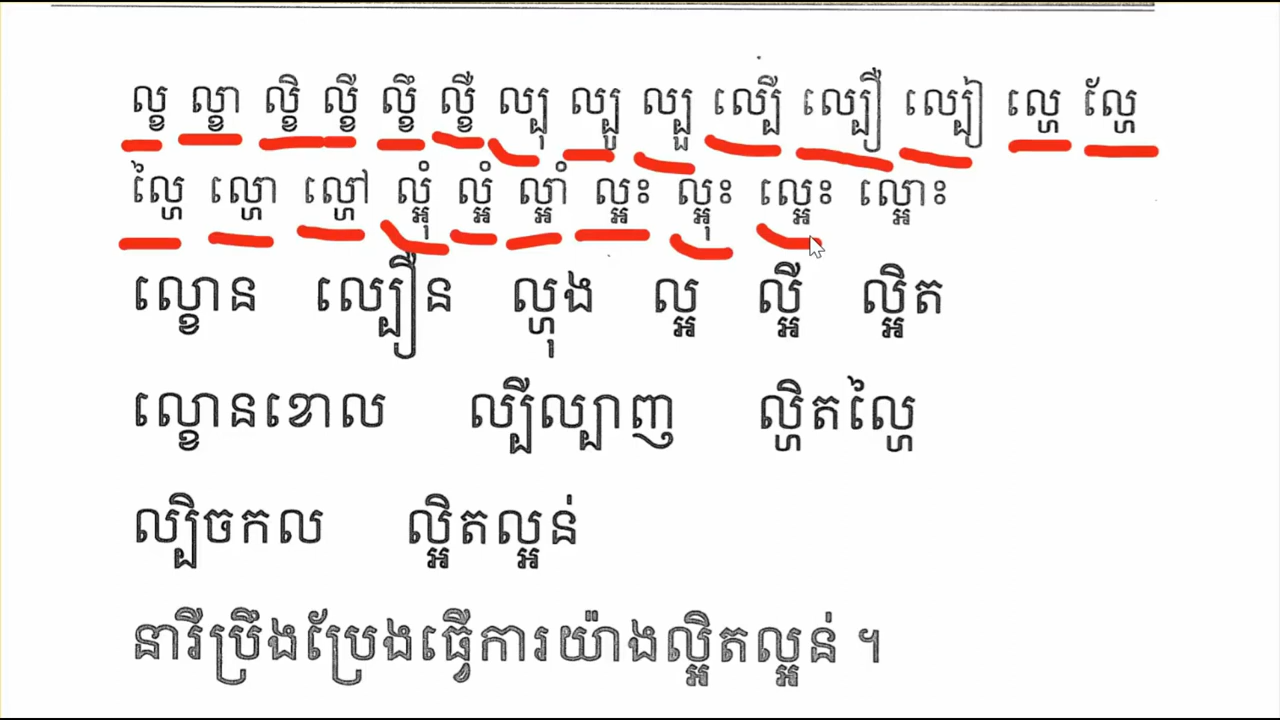 ល្ខ ល្ខា ល្ខិ ល្ខី ល្ខឹ ល្ខឺ ល្បុ ល្បូ ល្បួ ល្បើ ល្បឿ ល្បៀ ល្ហេ ល្ហែ
ល្ហៃ ល្ហោ ល្ហៅ ល្អុំ ល្អំ ល្អាំ ល្អះ ល្អុះ ល្អេះ ល្អោះ
ល្ខោន ល្បឿន ល្ហុង ល្អ ល្អី ល្អិត
ល្ខោនខោល ល្បីល្បាញ ល្ហិតល្ហៃ
ល្បិចកល ល្អិតល្អន់
នារីប្រឹងប្រែងធ្វើការយ៉ាងល្អិតល្អន់ ។